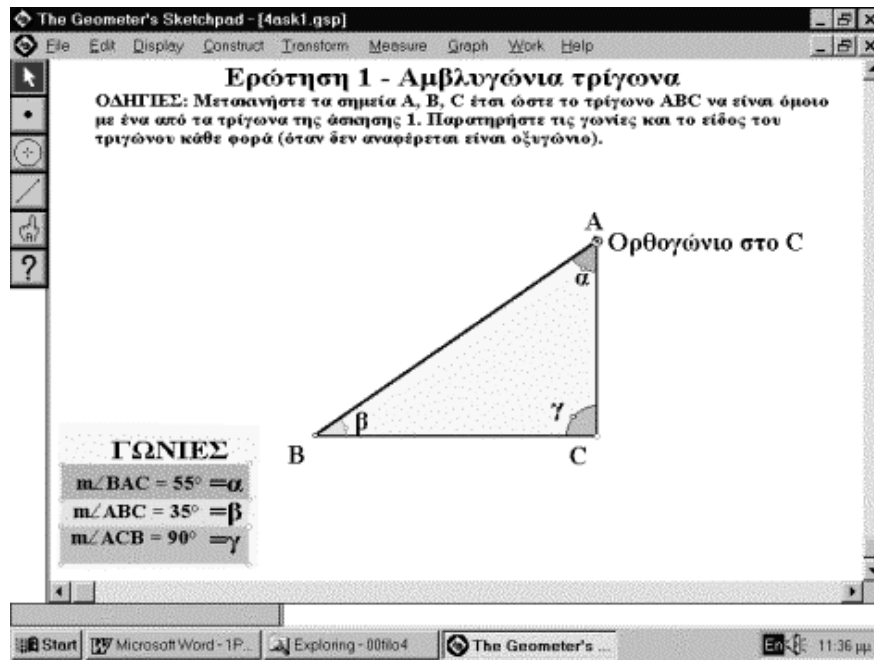 The Geometer's Sketchpad - [4ask1.gsp]
File Edit Display Construct Transform Measure Graph Work Help
Ερώτηση 1 - Αμβλυγώνια τρίγωνα
ΟΔΗΓΙΕΣ: Μετακινήστε τα σημεία A, B, C έτσι ώστε το τρίγωνο ABC να είναι όμοιο
με ένα από τα τρίγωνα της άσκησης 1. Παρατηρήστε τις γωνίες και το είδος του
τριγώνου κάθε φορά (όταν δεν αναφέρεται είναι οξυγώνιο).
A
Ορθογώνιο στο C
α
β
γ
B
C
ΓΩΝΙΕΣ
m∠BAC = 55° =α
m∠ABC = 35° =β
m∠ACB = 90° =γ
Start Microsoft Word - 1P... Exploring - 00filo4 The Geometer's ... En 11:36 μμ